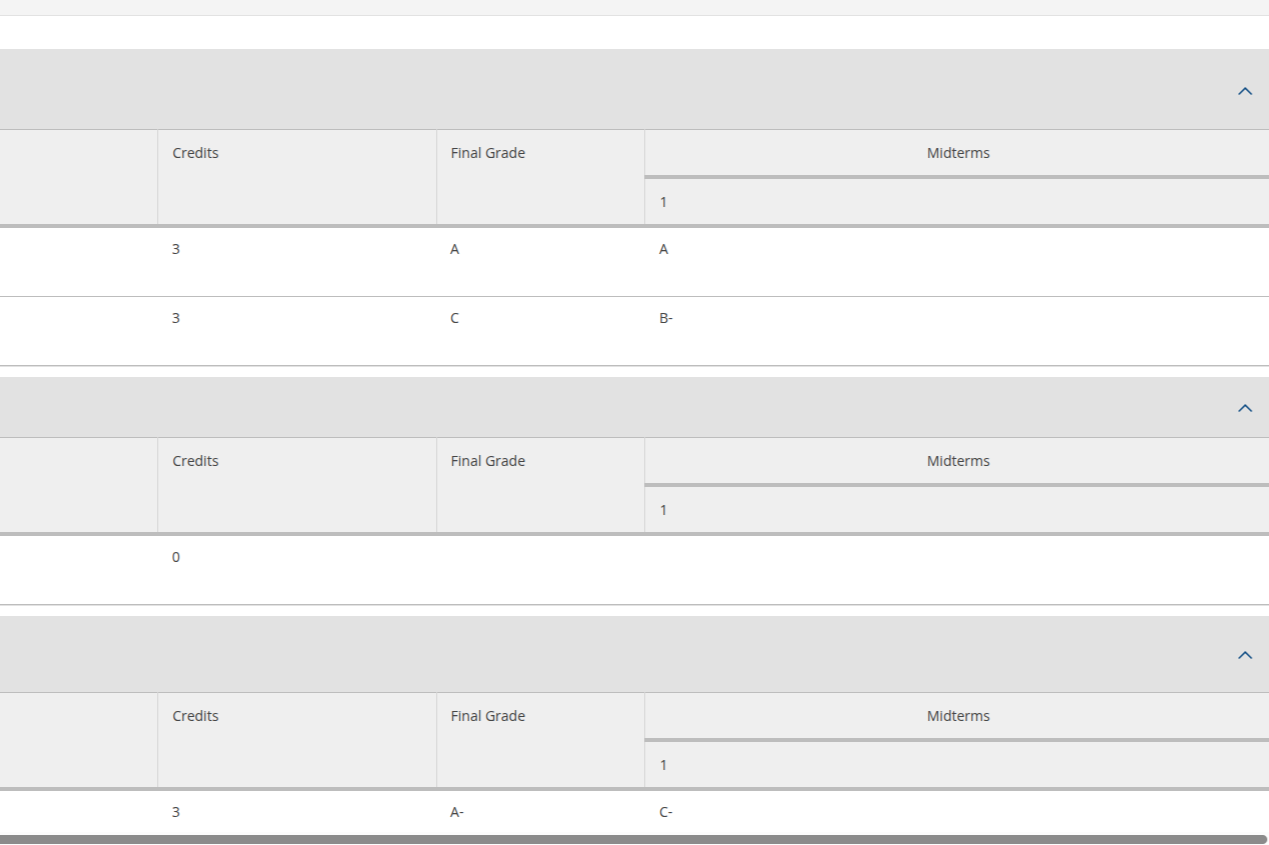 Credits Final Grade Midterms
1
3 A A
3 C B-
Credits Final Grade Midterms
1
0
Credits Final Grade Midterms
1
3 A- C-